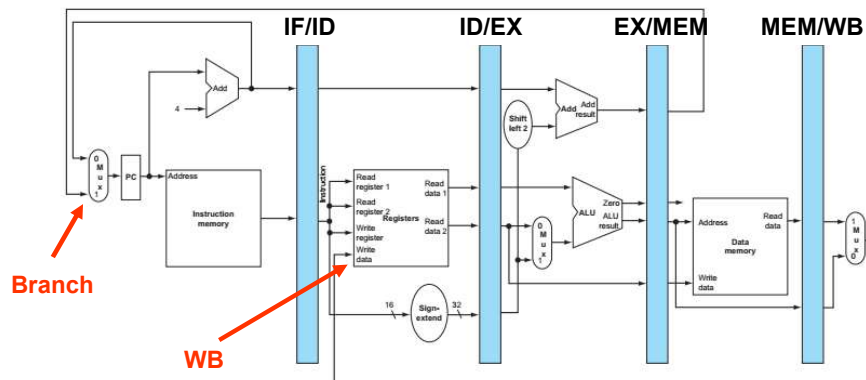 IF/ID
ID/EX
EX/MEM
MEM/WB
Add
4
0
M
u
x
1
PC
Address
Instruction
memory
Branch
Instruction
Read
register 1
Read
register 2
Write
register
Write
data
Registers
Read
data 1
Read
data 2
WB
16
Sign-
extend
32
Shift
left 2
Add
Add
result
0
M
u
x
1
ALU
Zero
ALU
result
Address
Write
data
Read
data
Data
memory
1
M
u
x
0